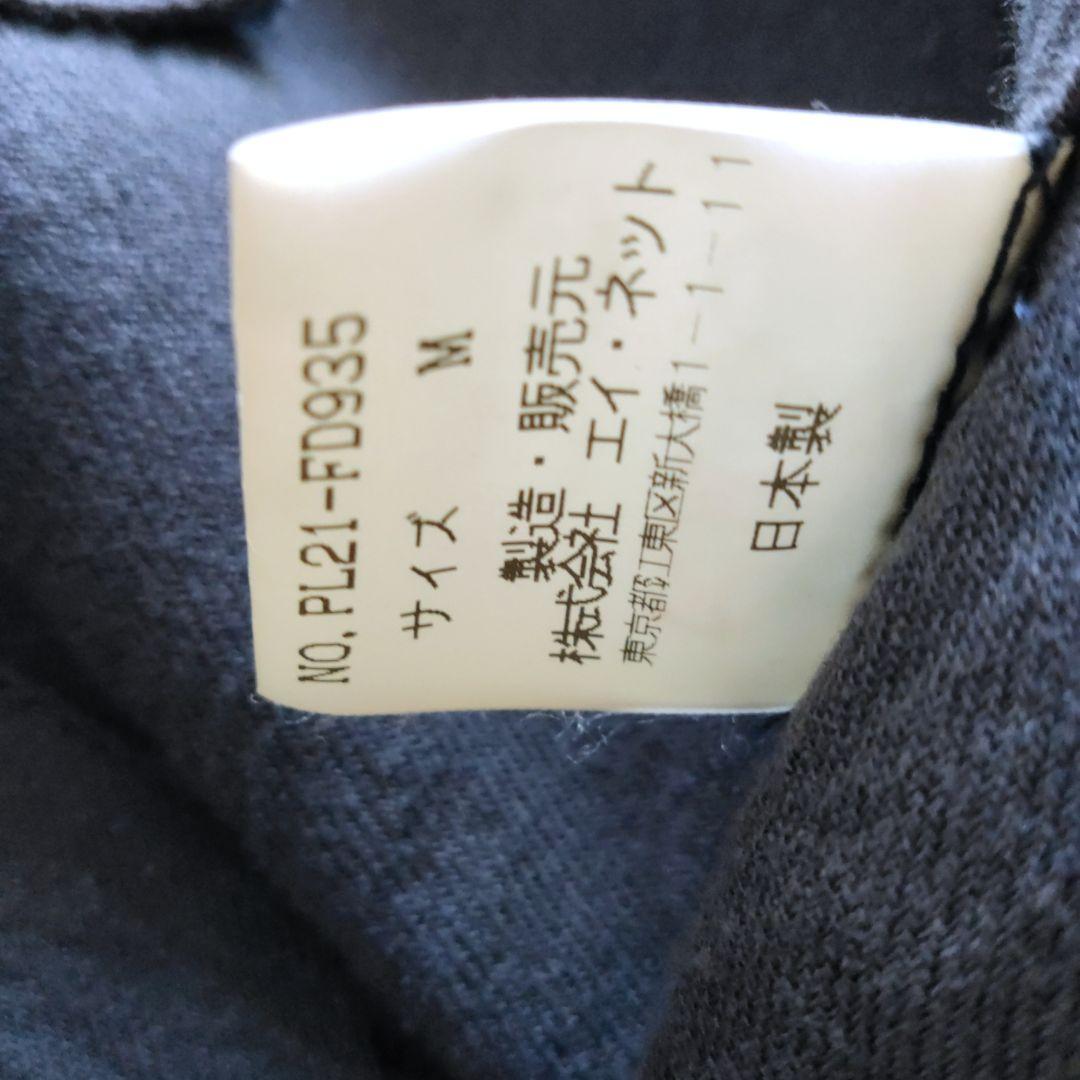 NO.PL21-FD935
サイズ M
製造・販売元
株式会社 エイ・ネット
東京都江東区新大橋1-1-11
日本製